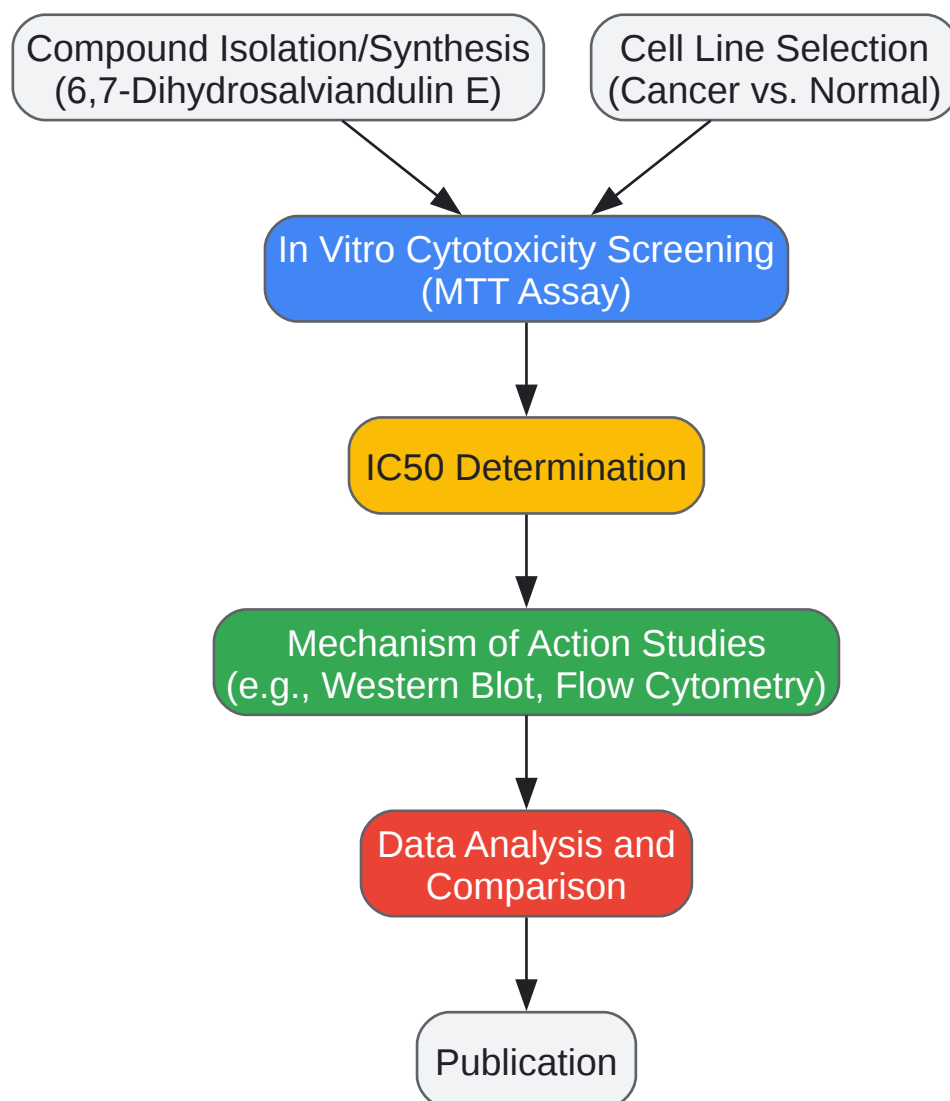 Compound Isolation/Synthesis
(6,7-Dihydrosalviandulin E)
Cell Line Selection
(Cancer vs. Normal)
In Vitro Cytotoxicity Screening
(MTT Assay)
IC50 Determination
Mechanism of Action Studies
(e.g., Western Blot, Flow Cytometry)
Data Analysis and
Comparison
Publication